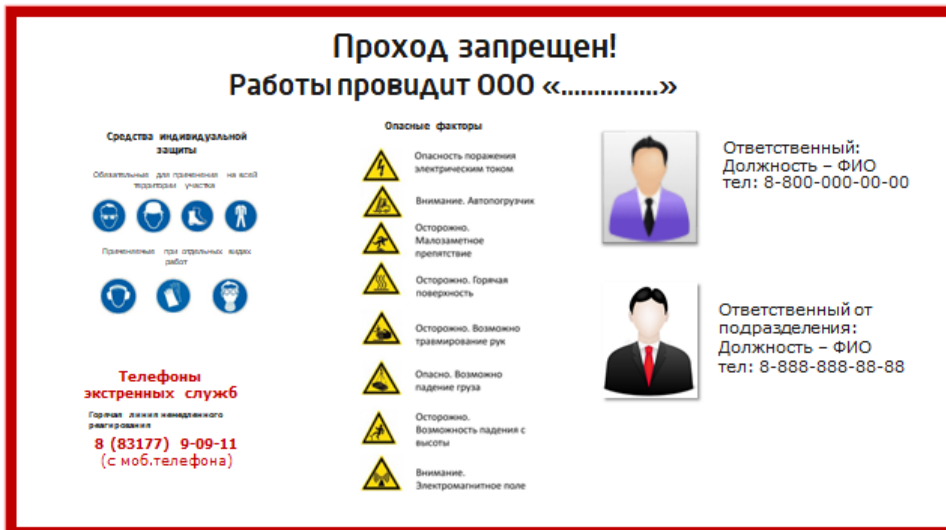 Проход запрещен!
Работы провидит ООО «...............»
Средства индивидуальной
защиты
Обязательные для применения на всей
территории участка
Применяемые при отдельных видах
работ
Телефоны
экстренных служб
Горячая линия немедленного
реагирования
8 (83177) 9-09-11
(с моб.телефона)
Опасные факторы
Опасность поражения
электрическим током
Внимание. Автопогрузчик
Осторожно.
Малозаметное
препятствие
Осторожно. Горячая
поверхность
Осторожно. Возможно
травмирование рук
Опасно. Возможно
падение груза
Осторожно.
Возможность падения с
высоты
Внимание.
Электромагнитное поле
Ответственный:
Должность – ФИО
тел: 8-800-000-00-00
Ответственный от
подразделения:
Должность – ФИО
тел: 8-888-888-88-88